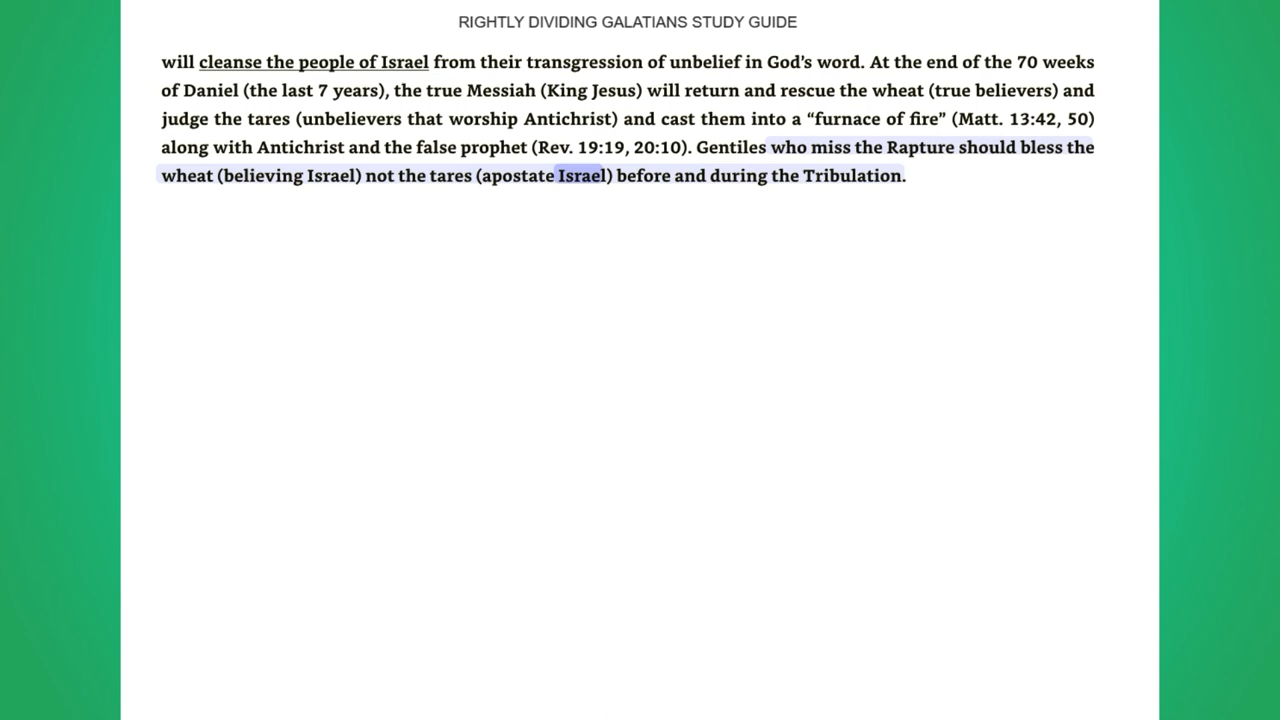 RIGHTLY DIVIDING GALATIANS STUDY GUIDE
will cleanse the people of Israel from their transgression of unbelief in God’s word. At the end of the 70 weeks
of Daniel (the last 7 years), the true Messiah (King Jesus) will return and rescue the wheat (true believers) and
judge the tares (unbelievers that worship Antichrist) and cast them into a “furnace of fire” (Matt. 13:42, 50)
along with Antichrist and the false prophet (Rev. 19:19, 20:10). Gentiles who miss the Rapture should bless the
wheat (believing Israel) not the tares (apostate Israel) before and during the Tribulation.